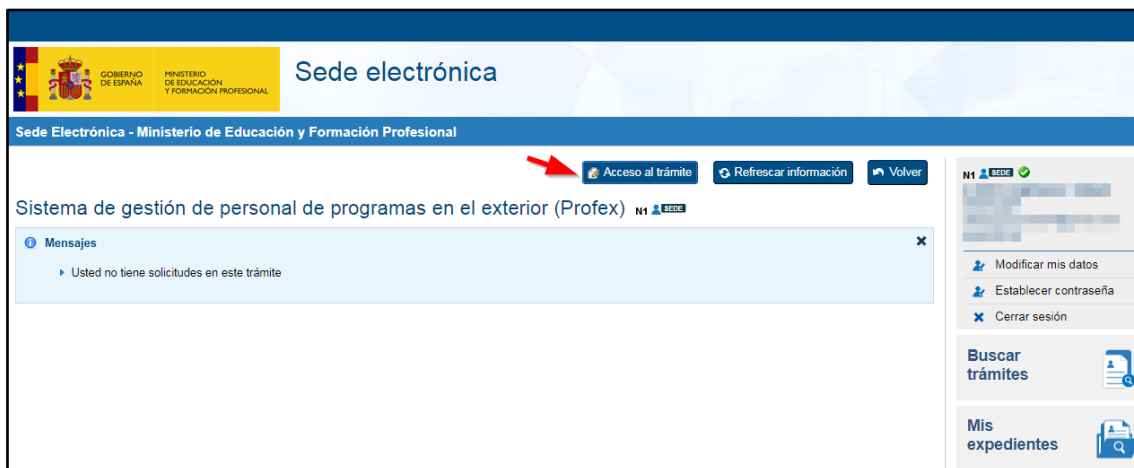 GOBIERNO
DE ESPAÑA
MINISTERIO
DE EDUCACIÓN
Y FORMACIÓN PROFESIONAL
Sede electrónica
Sede Electrónica - Ministerio de Educación y Formación Profesional
Acceso al trámite
Refrescar información
Volver
Sistema de gestión de personal de programas en el exterior (Profex) N1 SEDE
Mensajes
Usted no tiene solicitudes en este trámite
N1 SEDE
Modificar mis datos
Establecer contraseña
Cerrar sesión
Buscar
trámites
Mis
expedientes